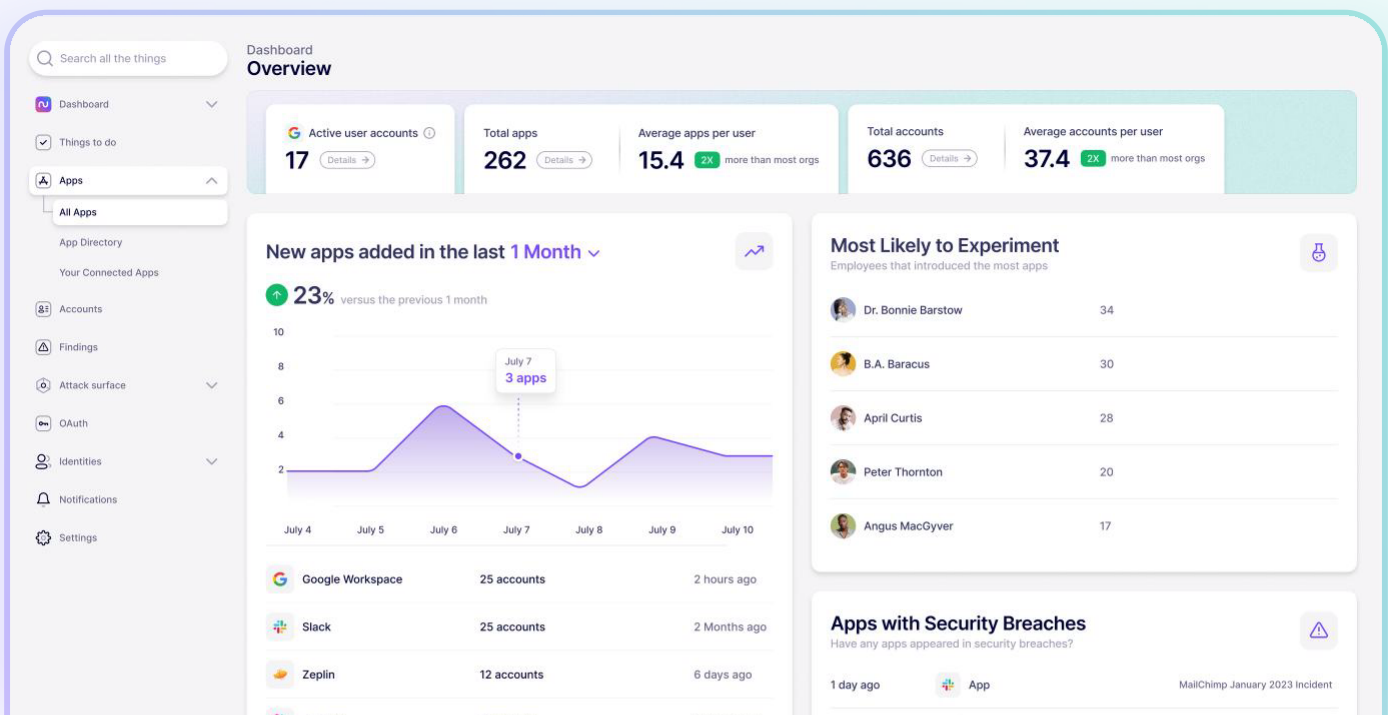 Search all the things
Dashboard
Things to do
Apps
All Apps
App Directory
Your Connected Apps
Accounts
Findings
Attack surface
OAuth
Identities
Notifications
Settings
Dashboard
Overview
Active user accounts
17 Details →
Total apps
262 Details →
Average apps per user
15.4 2X more than most orgs
Total accounts
636 Details →
Average accounts per user
37.4 2X more than most orgs
New apps added in the last 1 Month
23% versus the previous 1 month
10
8
6
4
2
July 7
3 apps
July 4 July 5 July 6 July 7 July 8 July 9 July 10
Google Workspace 25 accounts 2 hours ago
Slack 25 accounts 2 Months ago
Zeplin 12 accounts 6 days ago
Most Likely to Experiment
Employees that introduced the most apps
Dr. Bonnie Barstow 34
B.A. Baracus 30
April Curtis 28
Peter Thornton 20
Angus MacGyver 17
Apps with Security Breaches
Have any apps appeared in security breaches?
1 day ago App MailChimp January 2023 Incident